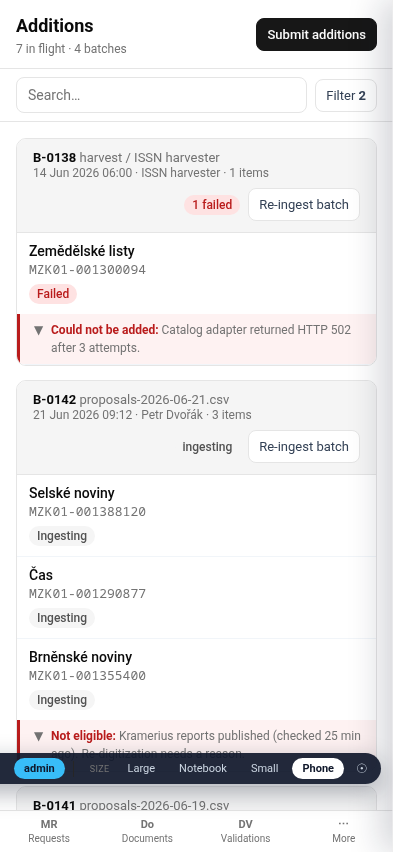 Additions
7 in flight · 4 batches
Submit additions
Search…
Filter 2
B-0138 harvest / ISSN harvester
14 Jun 2026 06:00 · ISSN harvester · 1 items
1 failed
Re-ingest batch
Zemědělské listy
MZK01-001300094
Failed
▼ Could not be added: Catalog adapter returned HTTP 502
after 3 attempts.
B-0142 proposals-2026-06-21.csv
21 Jun 2026 09:12 · Petr Dvořák · 3 items
ingesting
Re-ingest batch
Selské noviny
MZK01-001388120
Ingesting
Čas
MZK01-001290877
Ingesting
Brněnské noviny
MZK01-001355400
Ingesting
▼ Not eligible: Kramerius reports published (checked 25 min
ago). Re-digitization needs a reason.
admin
SIZE
Large
Notebook
Small
Phone
B-0141 proposals-2026-06-19.csv
MR
Requests
Do
Documents
DV
Validations
···
More